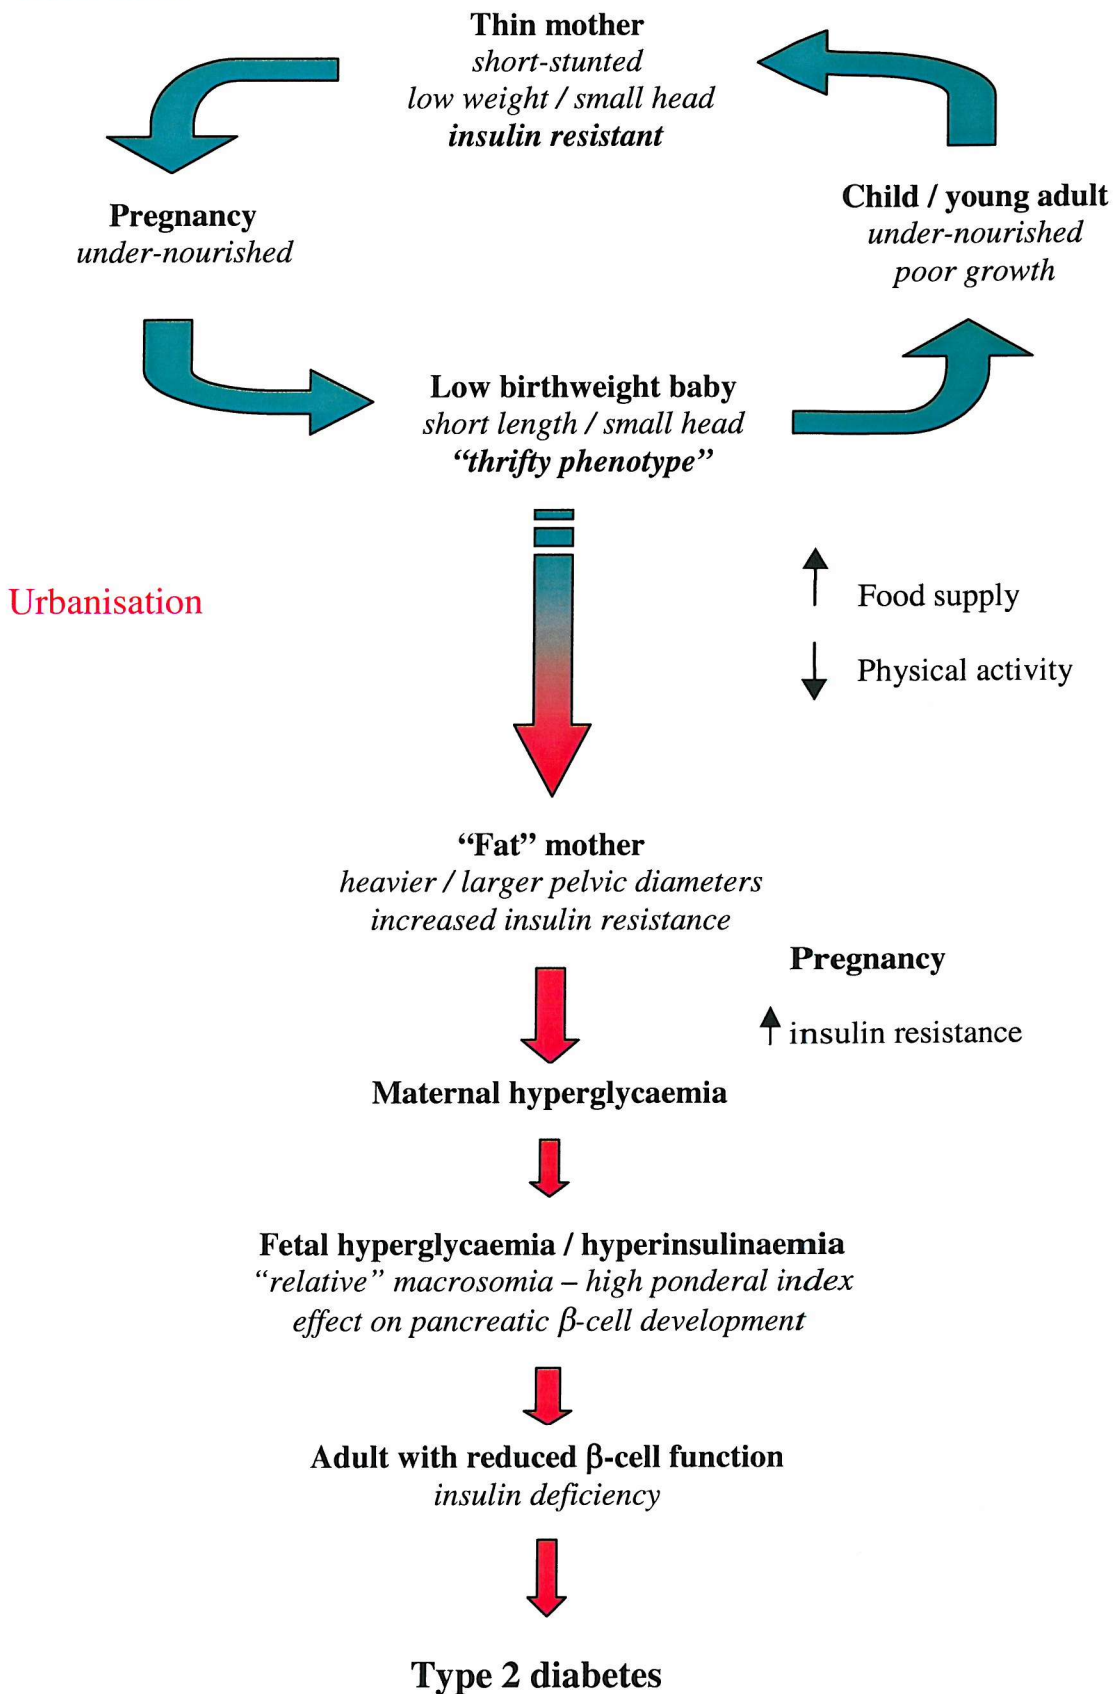 Thin mother
short-stunted
low weight / small head
insulin resistant
Pregnancy
under-nourished
Child / young adult
under-nourished
poor growth
Low birthweight baby
short length / small head
“thrifty phenotype”
Urbanisation
Food supply
Physical activity
“Fat” mother
heavier / larger pelvic diameters
increased insulin resistance
Pregnancy
insulin resistance
Maternal hyperglycaemia
Fetal hyperglycaemia / hyperinsulinaemia
“relative” macrosomia – high ponderal index
effect on pancreatic β-cell development
Adult with reduced β-cell function
insulin deficiency
Type 2 diabetes